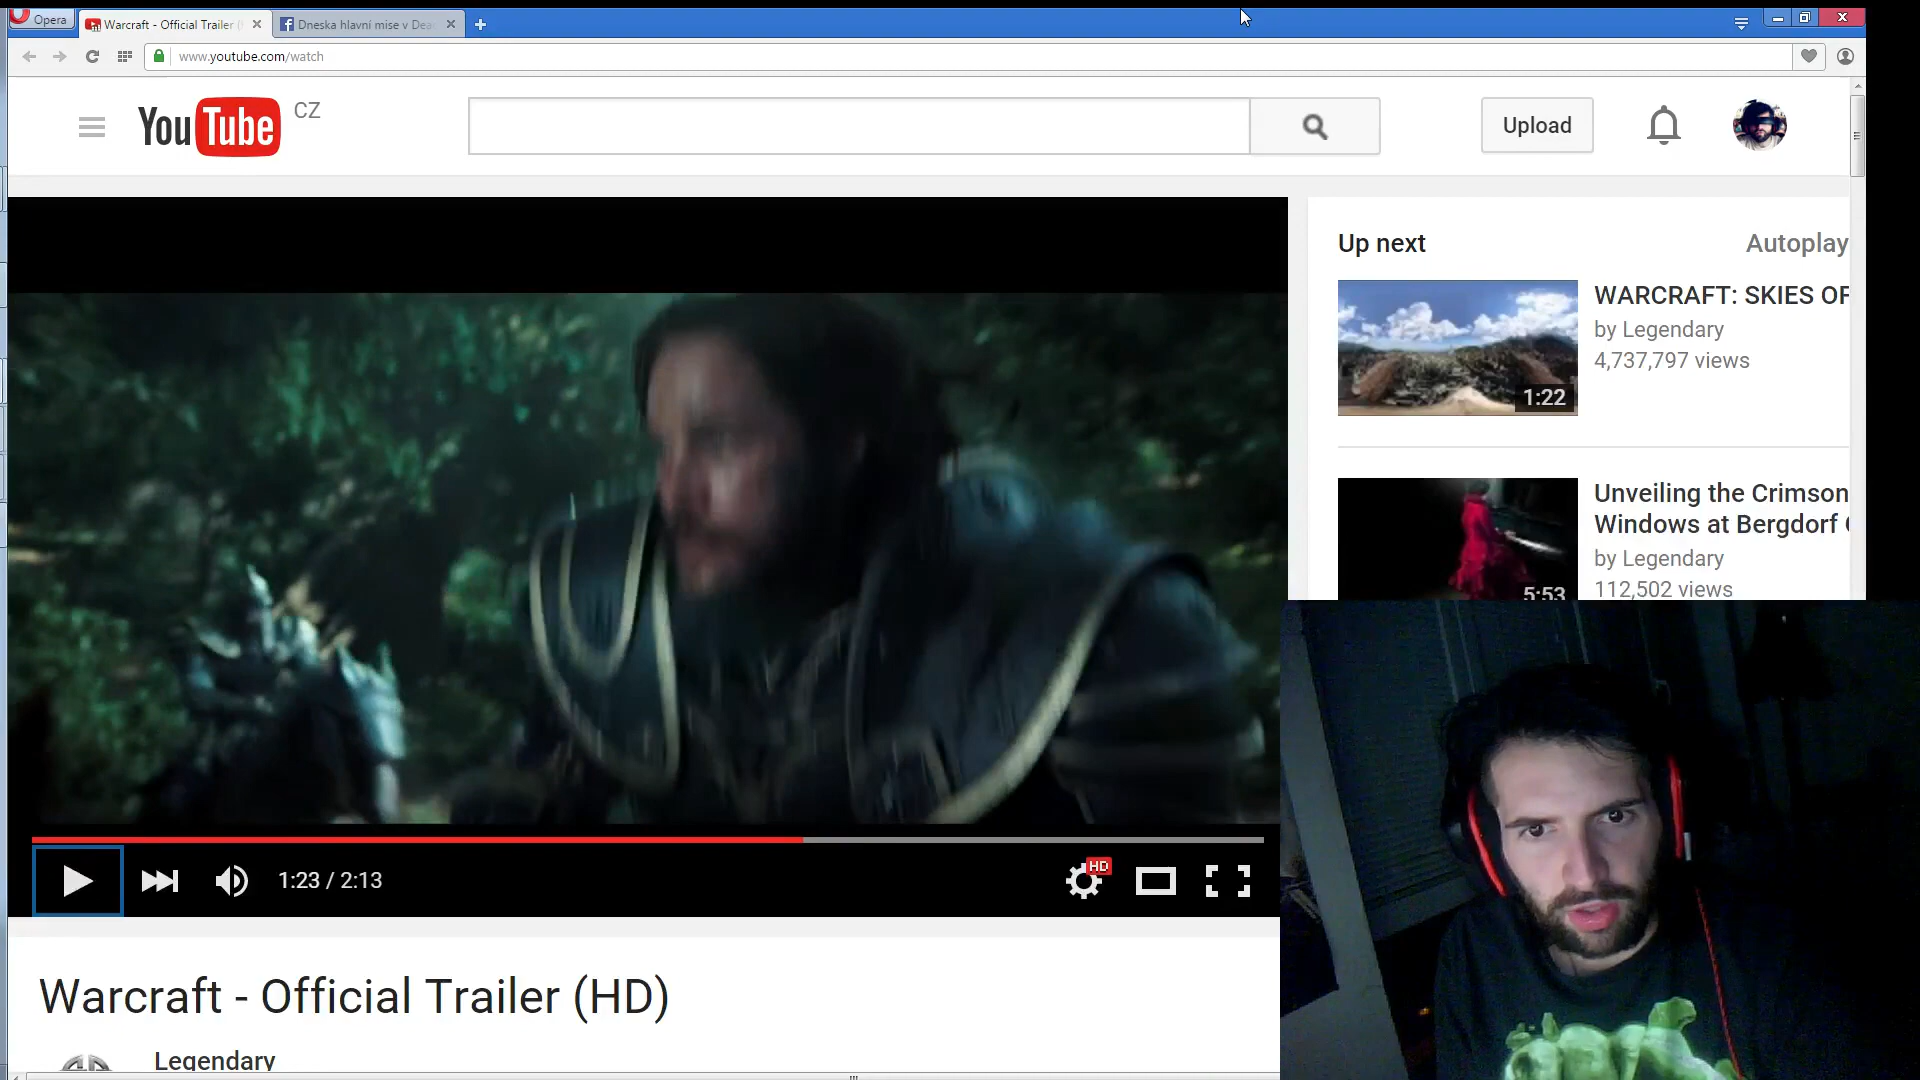 Opera
Warcraft - Official Trailer (
Dneska hlavní mise v Dea
www.youtube.com/watch
YouTube CZ
Upload
Up next
Autoplay
WARCRAFT: SKIES OF
by Legendary
4,737,797 views
1:22
Unveiling the Crimson
Windows at Bergdorf
by Legendary
112,502 views
5:53
1:23 / 2:13
HD
Warcraft - Official Trailer (HD)
Legendary